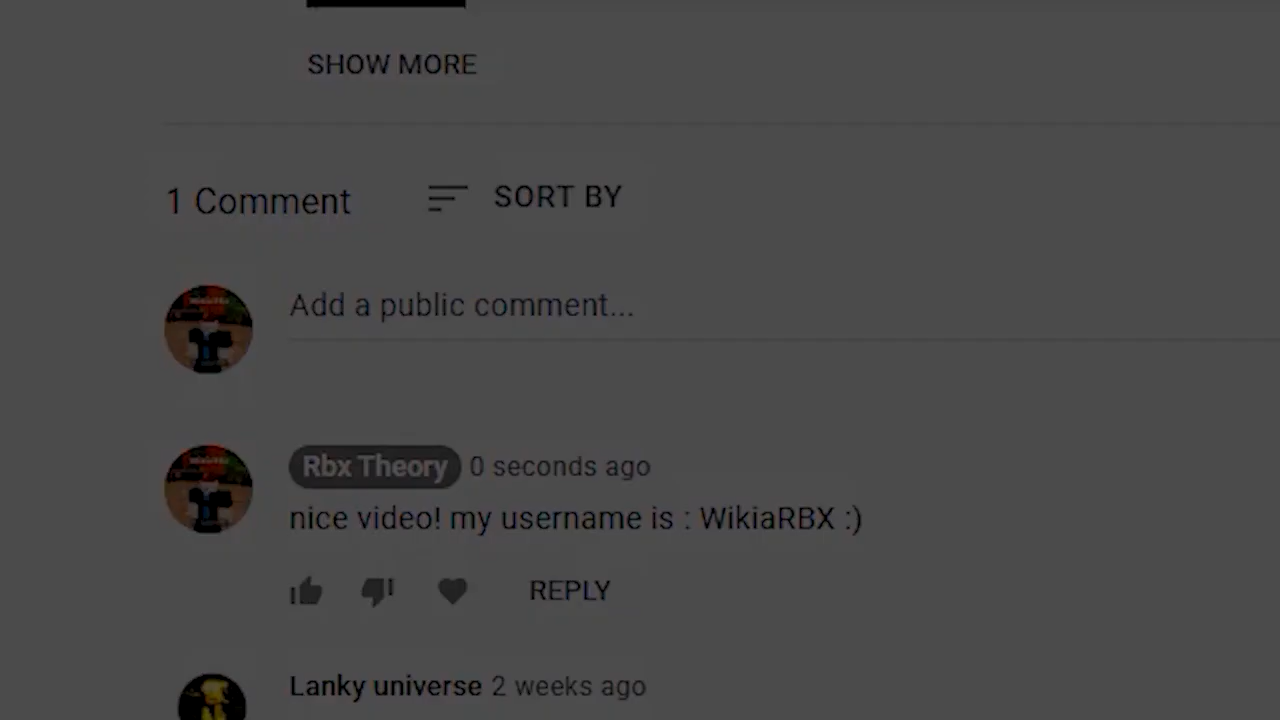 SHOW MORE
1 Comment
SORT BY
Add a public comment...
Rbx Theory 0 seconds ago
nice video! my username is : WikiaRBX :)
REPLY
Lanky universe 2 weeks ago